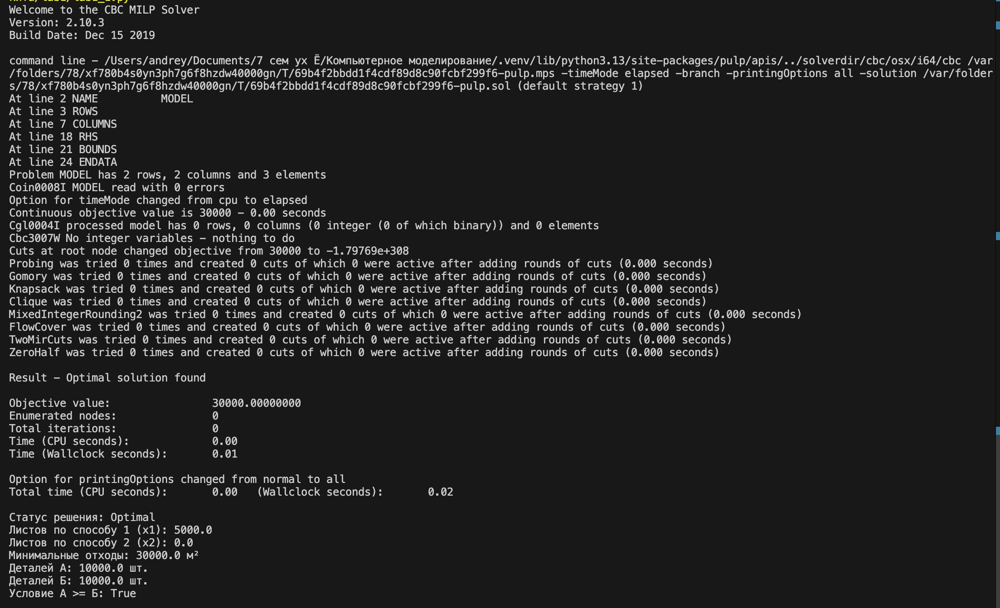 Welcome to the CBC MILP Solver
Version: 2.10.3
Build Date: Dec 15 2019
command line - /Users/andrey/Documents/7 сем ух Ё/Компьютерное моделирование/.venv/lib/python3.13/site-packages/pulp/apis/../solverdir/cbc/osx/i64/cbc /var
/folders/78/xf780b4s0yn3ph7g6f8hzdw40000gn/T/69b4f2bbdd1f4cdf89d8c90fcbf299f6-pulp.mps -timeMode elapsed -branch -printingOptions all -solution /var/folder
s/78/xf780b4s0yn3ph7g6f8hzdw40000gn/T/69b4f2bbdd1f4cdf89d8c90fcbf299f6-pulp.sol (default strategy 1)
At line 2 NAME          MODEL
At line 3 ROWS
At line 7 COLUMNS
At line 18 RHS
At line 21 BOUNDS
At line 24 ENDATA
Problem MODEL has 2 rows, 2 columns and 3 elements
Coin0008I MODEL read with 0 errors
Option for timeMode changed from cpu to elapsed
Continuous objective value is 30000 - 0.00 seconds
Cgl0004I processed model has 0 rows, 0 columns (0 integer (0 of which binary)) and 0 elements
Cbc3007W No integer variables - nothing to do
Cuts at root node changed objective from 30000 to -1.79769e+308
Probing was tried 0 times and created 0 cuts of which 0 were active after adding rounds of cuts (0.000 seconds)
Gomory was tried 0 times and created 0 cuts of which 0 were active after adding rounds of cuts (0.000 seconds)
Knapsack was tried 0 times and created 0 cuts of which 0 were active after adding rounds of cuts (0.000 seconds)
Clique was tried 0 times and created 0 cuts of which 0 were active after adding rounds of cuts (0.000 seconds)
MixedIntegerRounding2 was tried 0 times and created 0 cuts of which 0 were active after adding rounds of cuts (0.000 seconds)
FlowCover was tried 0 times and created 0 cuts of which 0 were active after adding rounds of cuts (0.000 seconds)
TwoMirCuts was tried 0 times and created 0 cuts of which 0 were active after adding rounds of cuts (0.000 seconds)
ZeroHalf was tried 0 times and created 0 cuts of which 0 were active after adding rounds of cuts (0.000 seconds)
Result - Optimal solution found
Objective value:                30000.00000000
Enumerated nodes:               0
Total iterations:               0
Time (CPU seconds):             0.00
Time (Wallclock seconds):       0.01
Option for printingOptions changed from normal to all
Total time (CPU seconds):       0.00   (Wallclock seconds):       0.02
Статус решения: Optimal
Листов по способу 1 (x1): 5000.0
Листов по способу 2 (x2): 0.0
Минимальные отходы: 30000.0 м²
Деталей А: 10000.0 шт.
Деталей Б: 10000.0 шт.
Условие А >= Б: True